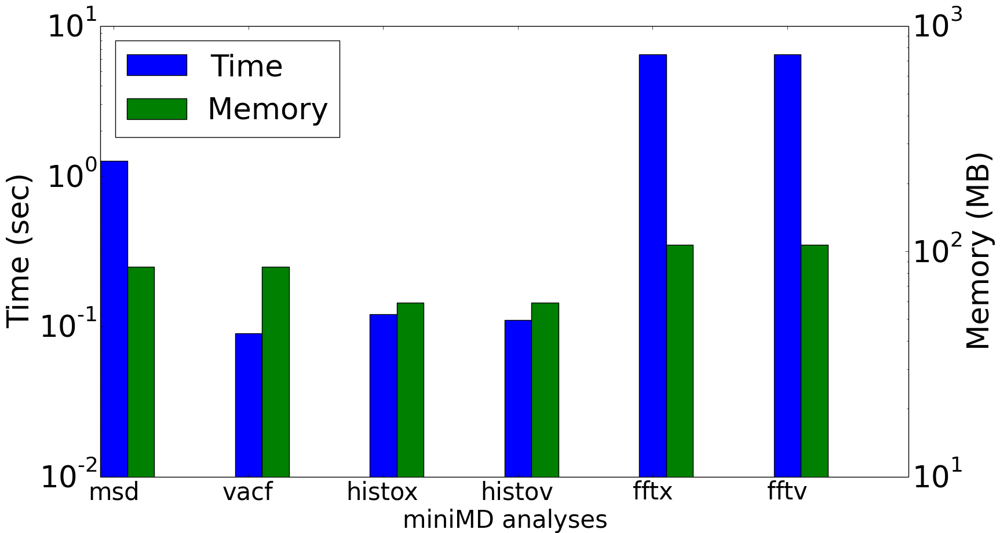 Time
Memory
Time (sec)
10^1
10^0
10^-1
10^-2
Memory (MB)
10^3
10^2
10^1
msd vacf histox histov fftx fftv
miniMD analyses